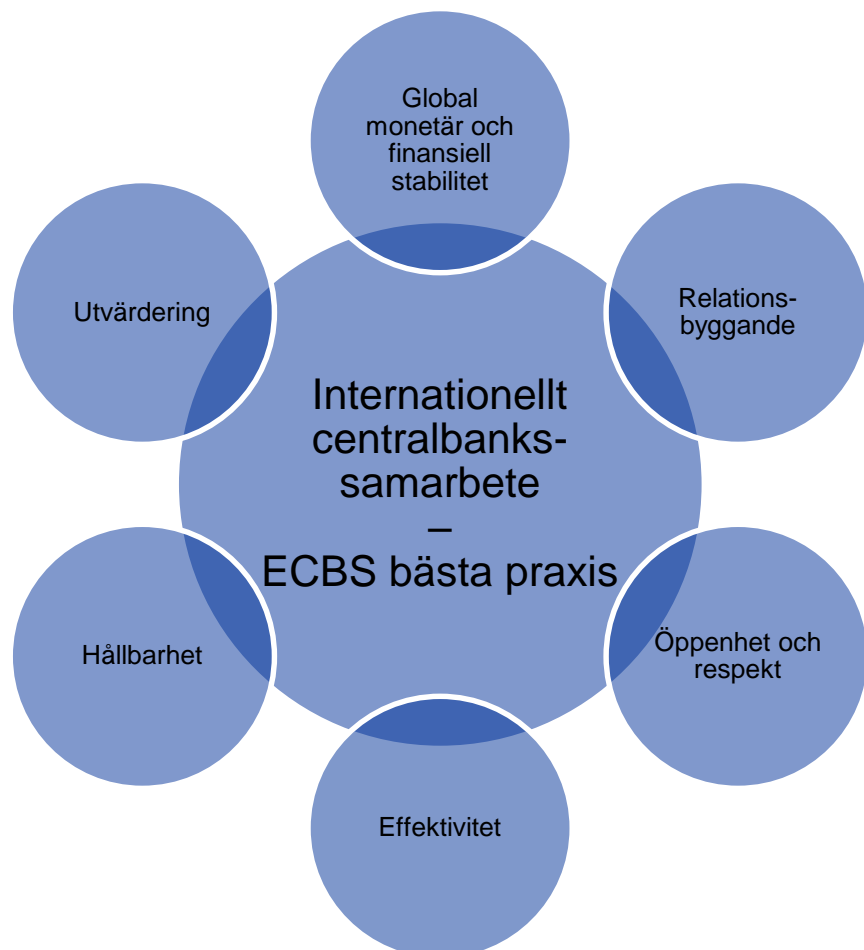 Global
monetär och
finansiell
stabilitet
Relations-
byggande
Öppenhet och
respekt
Effektivitet
Hållbarhet
Utvärdering
Internationellt
centralbanks-
samarbete
–
ECBS bästa praxis